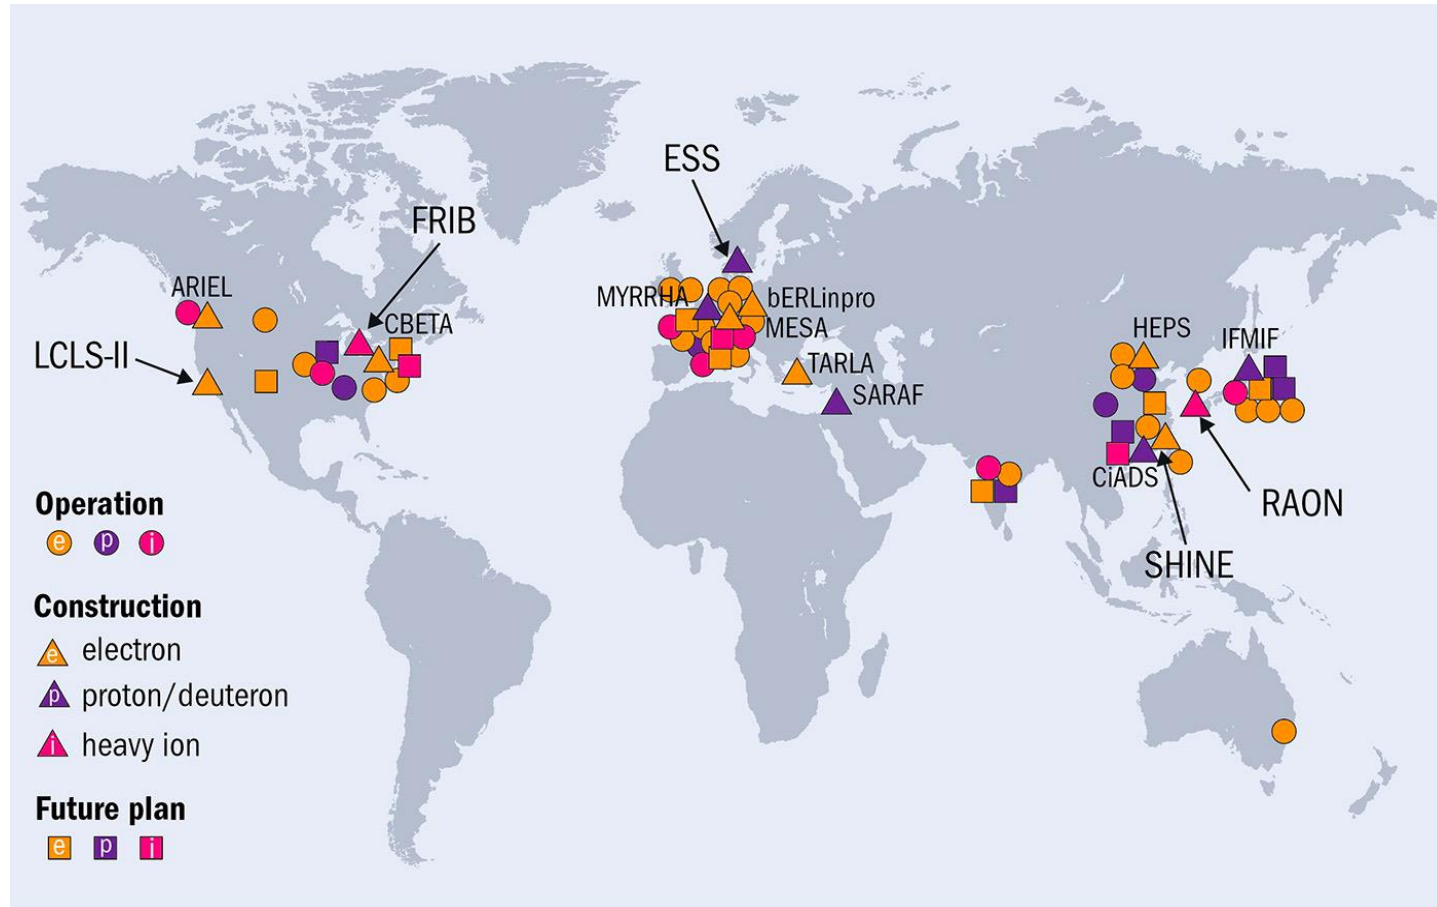 ESS
FRIB
ARIEL
MYRRHA
bERLinpro
CBETA
MESA
HEPS
IFMIF
LCLS-II
TARLA
SARAF
CiADS
RAON
SHINE
Operation
e p i
Construction
e electron
p proton/deuteron
i heavy ion
Future plan
e p i